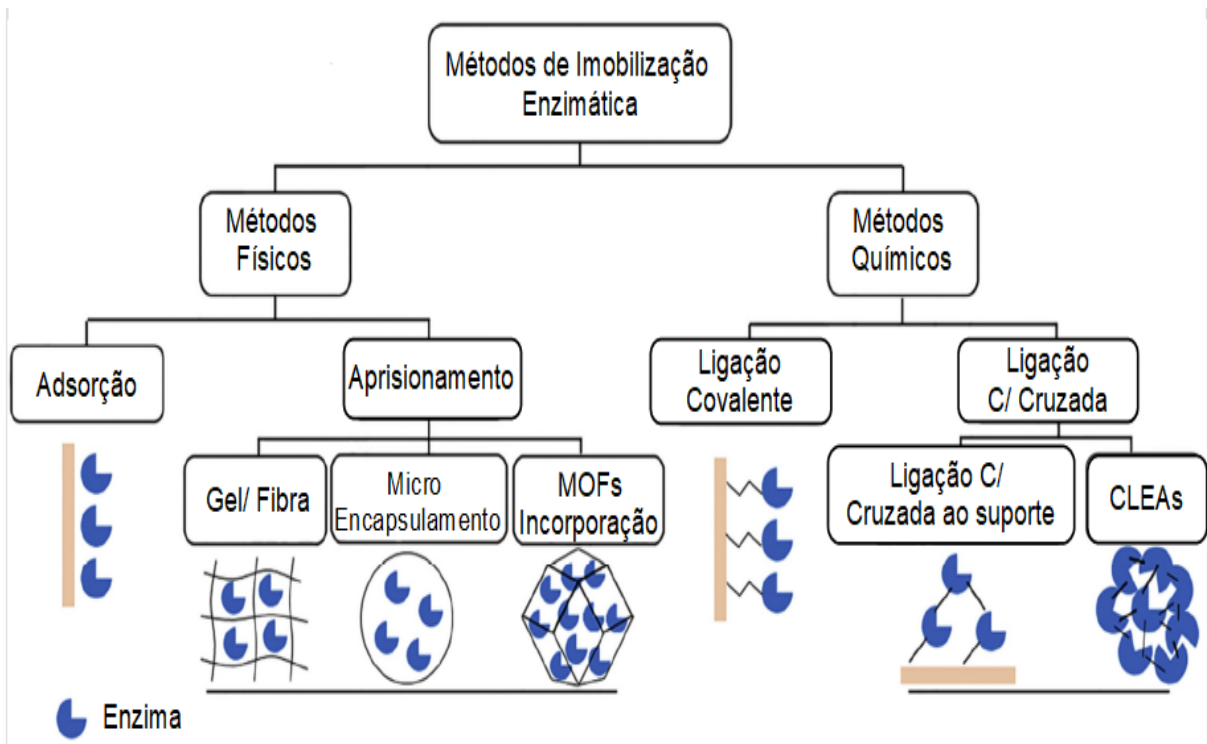 Métodos de Imobilização
Enzimática
Métodos
Físicos
Métodos
Químicos
Adsorção
Aprisionamento
Ligação
Covalente
Ligação
C/ Cruzada
Gel/ Fibra
Micro
Encapsulamento
MOFs
Incorporação
Ligação C/
Cruzada ao suporte
CLEAs
Enzima